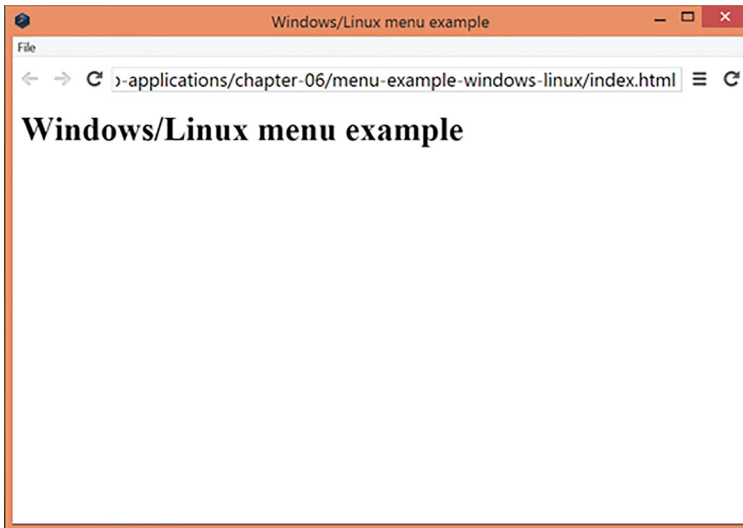 Windows/Linux menu example
File
-applications/chapter-06/menu-example-windows-linux/index.html
Windows/Linux menu example